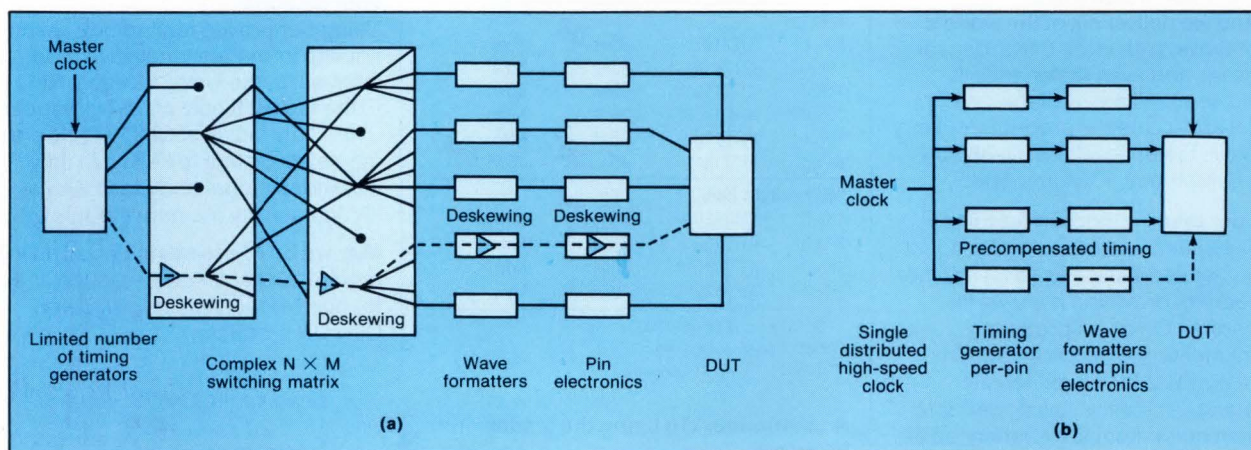 Master
clock
Deskewing
Deskewing
Deskewing
Deskewing
Limited number
of timing
generators
Complex N × M
switching matrix
Wave
formatters
Pin
electronics
DUT
(a)
Master
clock
Precompensated timing
Single
distributed
high-speed
clock
Timing
generator
per-pin
Wave
formatters
and pin
electronics
DUT
(b)